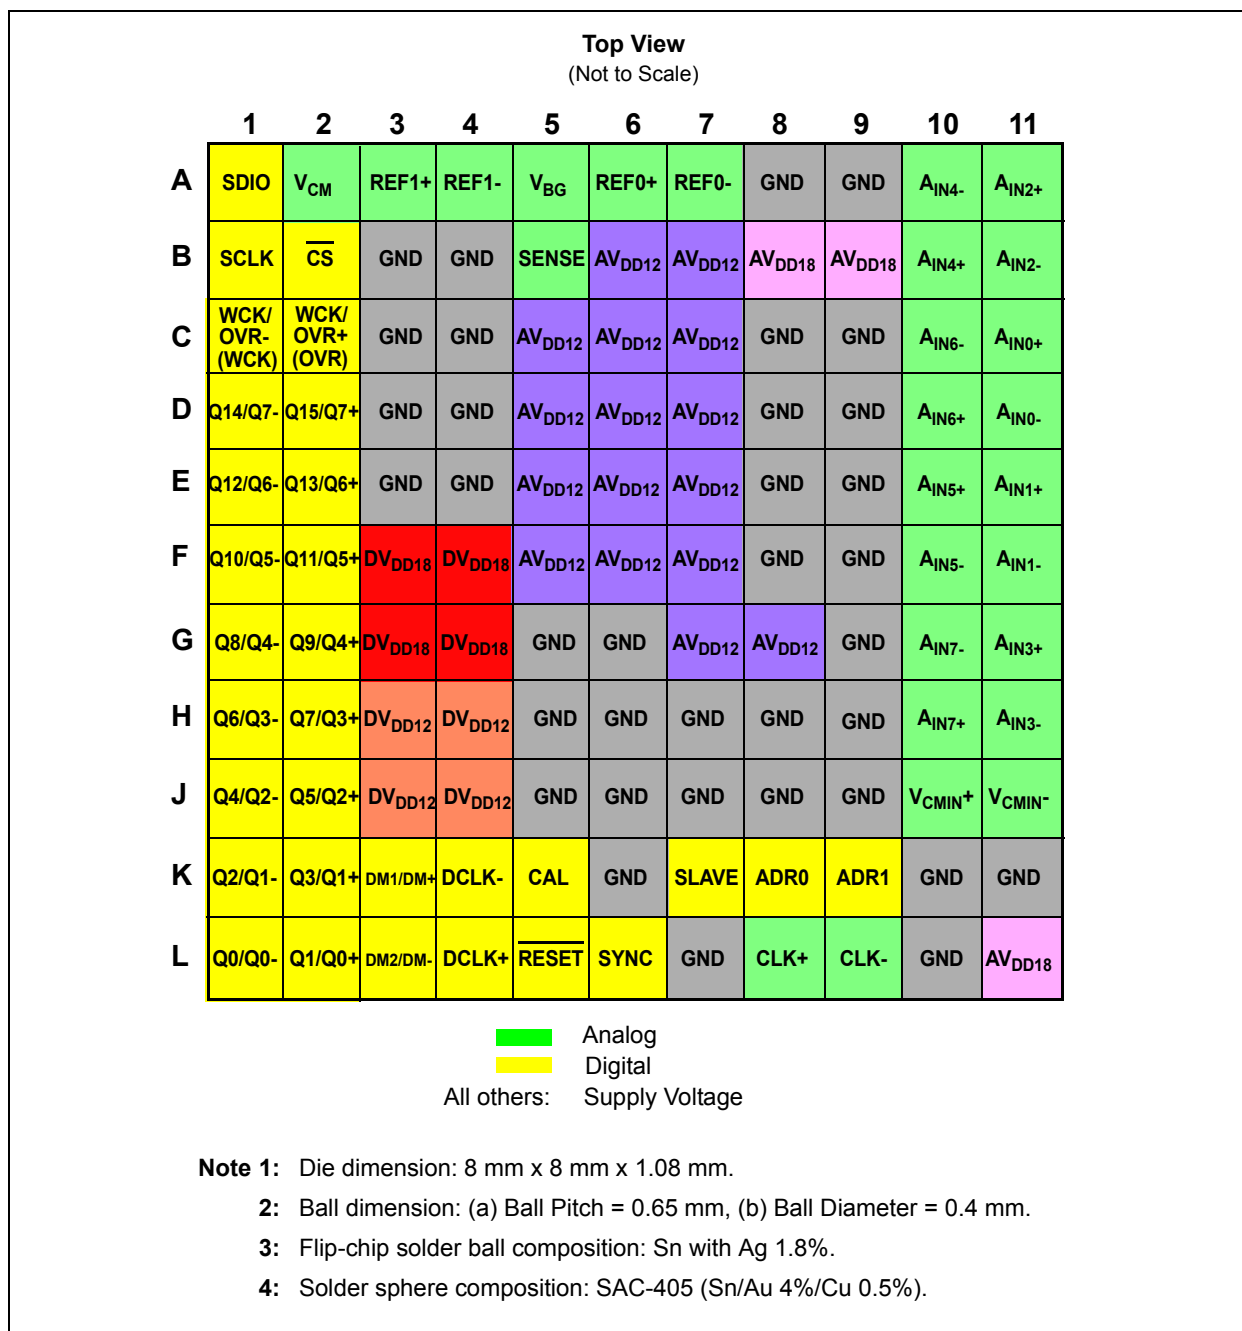 Top View
(Not to Scale)
1 2 3 4 5 6 7 8 9 10 11
A SDIO VCM REF1+ REF1- VBG REF0+ REF0- GND GND AIN4- AIN2+
B SCLK CS GND GND SENSE AVDD12 AVDD12 AVDD18 AVDD18 AIN4+ AIN2-
C WCK/OVR-(WCK) WCK/OVR+(OVR) GND GND AVDD12 AVDD12 AVDD12 GND GND AIN6- AIN0+
D Q14/Q7- Q15/Q7+ GND GND AVDD12 AVDD12 AVDD12 GND GND AIN6+ AIN0-
E Q12/Q6- Q13/Q6+ GND GND AVDD12 AVDD12 AVDD12 GND GND AIN5+ AIN1+
F Q10/Q5- Q11/Q5+ DVDD18 DVDD18 AVDD12 AVDD12 AVDD12 GND GND AIN5- AIN1-
G Q8/Q4- Q9/Q4+ DVDD18 DVDD18 GND GND AVDD12 AVDD12 GND AIN7- AIN3+
H Q6/Q3- Q7/Q3+ DVDD12 DVDD12 GND GND GND GND GND AIN7+ AIN3-
J Q4/Q2- Q5/Q2+ DVDD12 DVDD12 GND GND GND GND GND VCMIN+ VCMIN-
K Q2/Q1- Q3/Q1+ DM1/DM+ DCLK- CAL GND SLAVE ADR0 ADR1 GND GND
L Q0/Q0- Q1/Q0+ DM2/DM- DCLK+ RESET SYNC GND CLK+ CLK- GND AVDD18
Analog
Digital
All others: Supply Voltage
Note 1: Die dimension: 8 mm x 8 mm x 1.08 mm.
2: Ball dimension: (a) Ball Pitch = 0.65 mm, (b) Ball Diameter = 0.4 mm.
3: Flip-chip solder ball composition: Sn with Ag 1.8%.
4: Solder sphere composition: SAC-405 (Sn/Au 4%/Cu 0.5%).